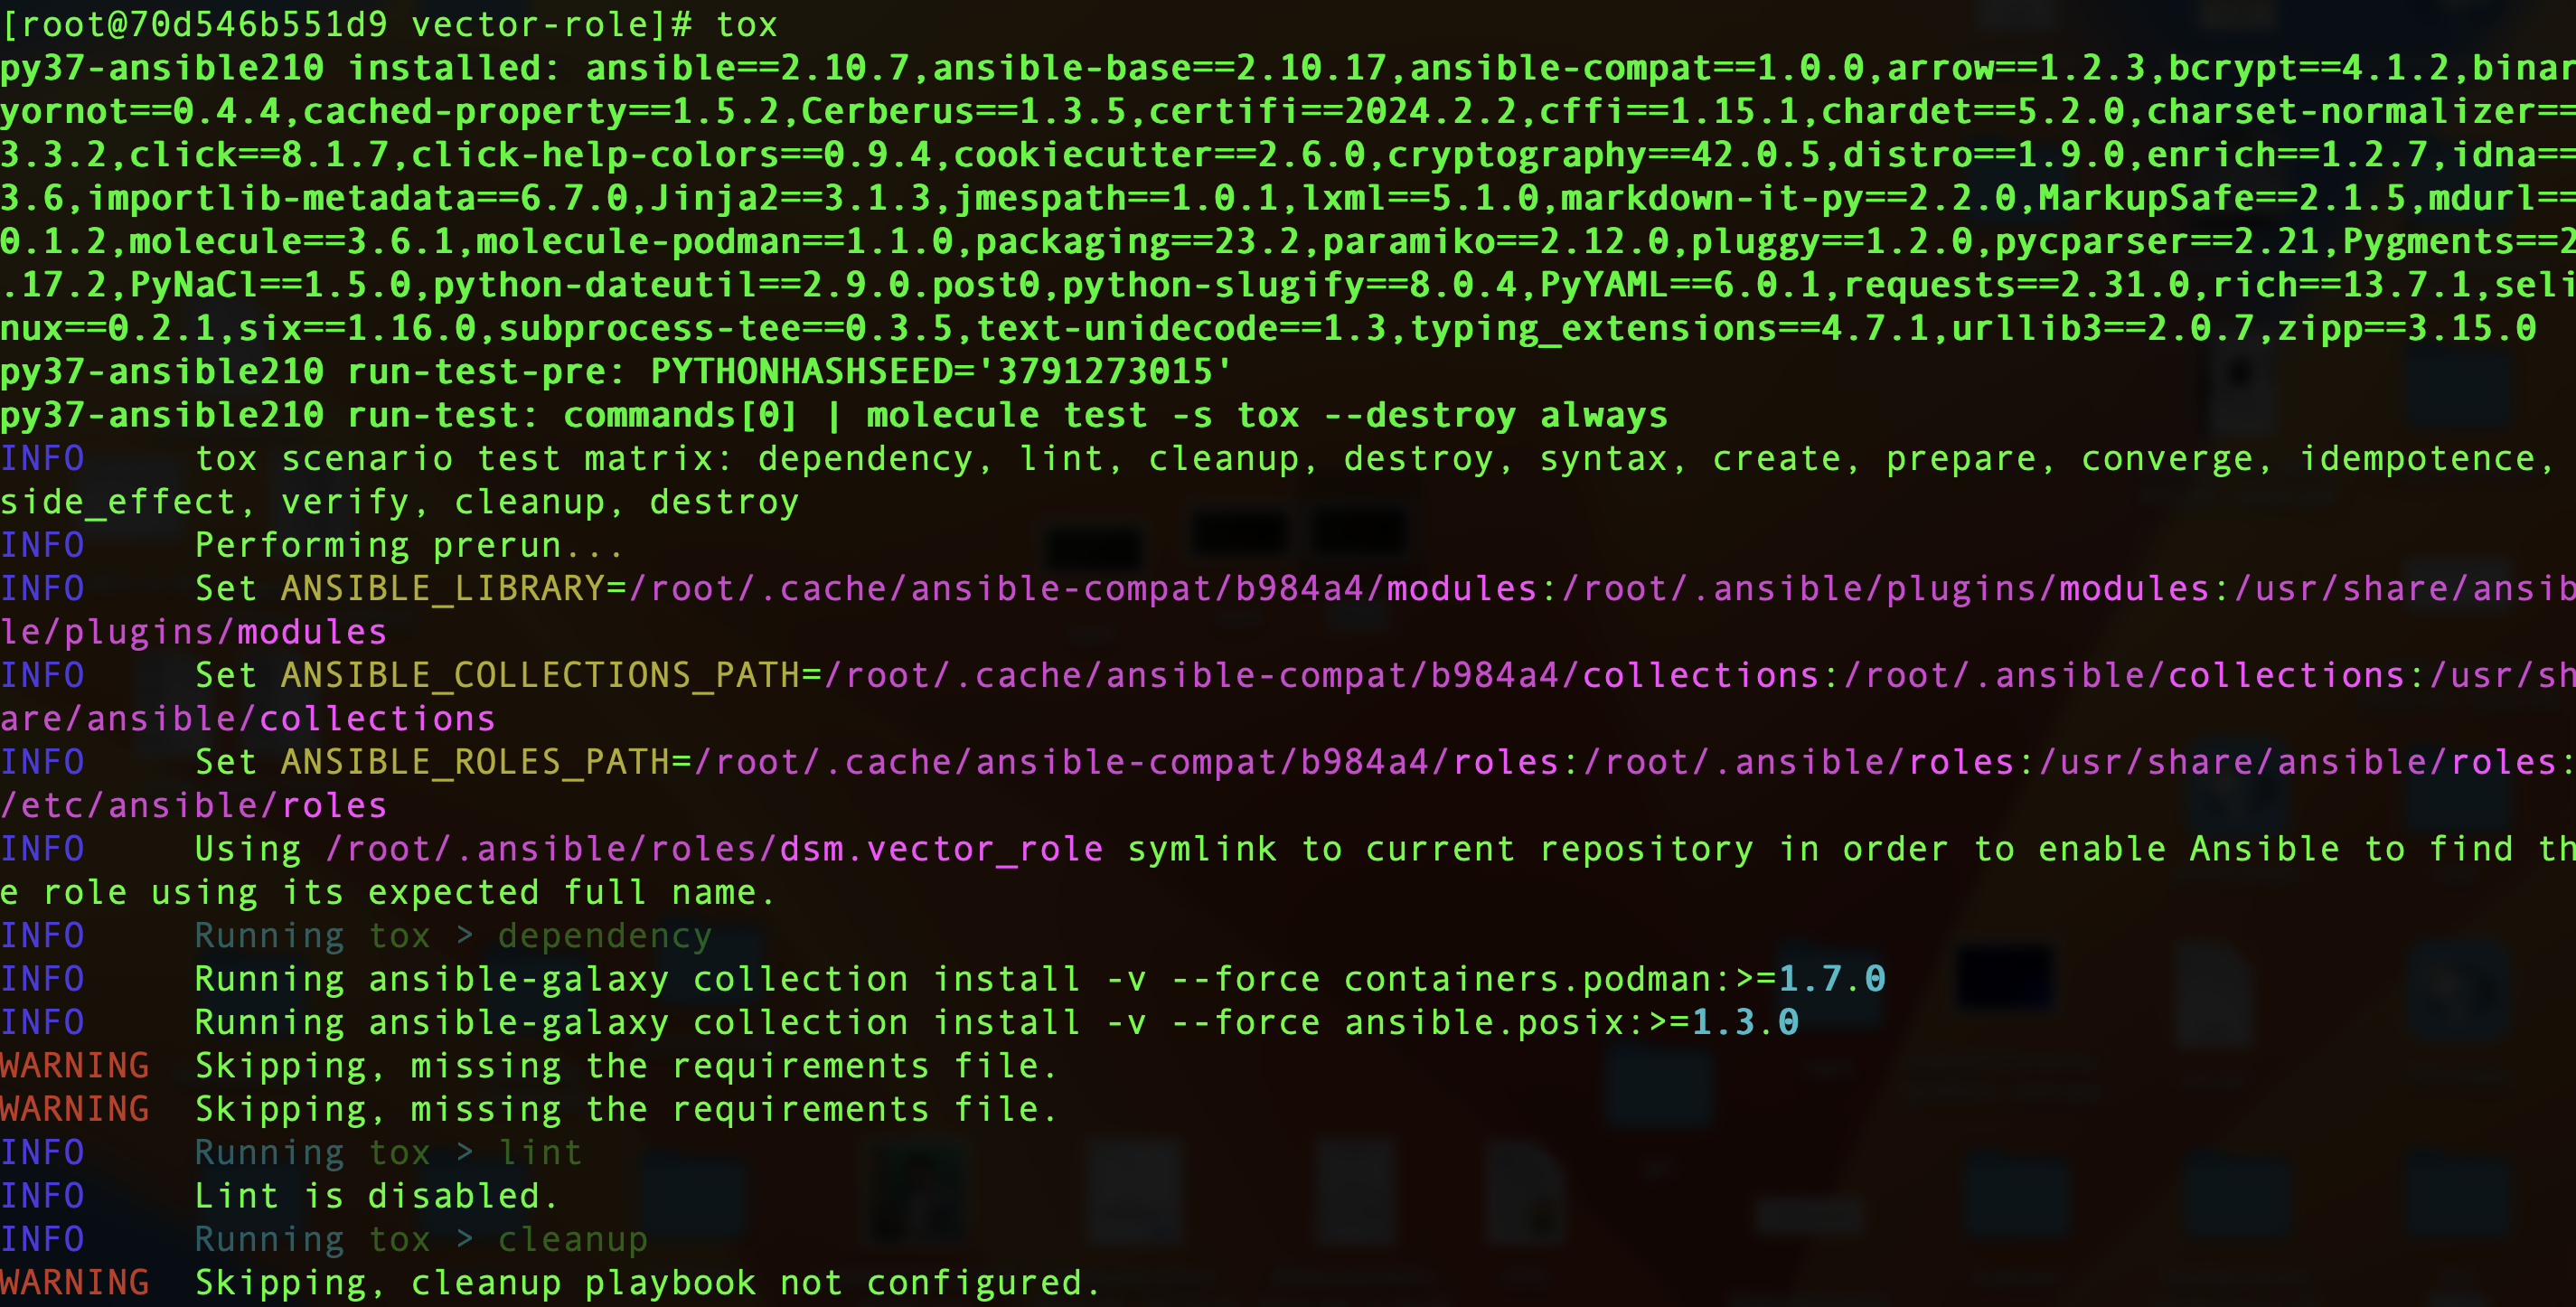 [root@70d546b551d9 vector-role]# tox
py37-ansible210 installed: ansible==2.10.7,ansible-base==2.10.17,ansible-compat==1.0.0,arrow==1.2.3,bcrypt==4.1.2,binar
yornot==0.4.4,cached-property==1.5.2,Cerberus==1.3.5,certifi==2024.2.2,cffi==1.15.1,chardet==5.2.0,charset-normalizer==
3.3.2,click==8.1.7,click-help-colors==0.9.4,cookiecutter==2.6.0,cryptography==42.0.5,distro==1.9.0,enrich==1.2.7,idna==
3.6,importlib-metadata==6.7.0,Jinja2==3.1.3,jmespath==1.0.1,lxml==5.1.0,markdown-it-py==2.2.0,MarkupSafe==2.1.5,mdurl==
0.1.2,molecule==3.6.1,molecule-podman==1.1.0,packaging==23.2,paramiko==2.12.0,pluggy==1.2.0,pycparser==2.21,Pygments==2
.17.2,PyNaCl==1.5.0,python-dateutil==2.9.0.post0,python-slugify==8.0.4,PyYAML==6.0.1,requests==2.31.0,rich==13.7.1,seli
nux==0.2.1,six==1.16.0,subprocess-tee==0.3.5,text-unidecode==1.3,typing_extensions==4.7.1,urllib3==2.0.7,zipp==3.15.0
py37-ansible210 run-test-pre: PYTHONHASHSEED='3791273015'
py37-ansible210 run-test: commands[0] | molecule test -s tox --destroy always
INFO     tox scenario test matrix: dependency, lint, cleanup, destroy, syntax, create, prepare, converge, idempotence,
side_effect, verify, cleanup, destroy
INFO     Performing prerun...
INFO     Set ANSIBLE_LIBRARY=/root/.cache/ansible-compat/b984a4/modules:/root/.ansible/plugins/modules:/usr/share/ansib
le/plugins/modules
INFO     Set ANSIBLE_COLLECTIONS_PATH=/root/.cache/ansible-compat/b984a4/collections:/root/.ansible/collections:/usr/sh
are/ansible/collections
INFO     Set ANSIBLE_ROLES_PATH=/root/.cache/ansible-compat/b984a4/roles:/root/.ansible/roles:/usr/share/ansible/roles:
/etc/ansible/roles
INFO     Using /root/.ansible/roles/dsm.vector_role symlink to current repository in order to enable Ansible to find th
e role using its expected full name.
INFO     Running tox > dependency
INFO     Running ansible-galaxy collection install -v --force containers.podman:>=1.7.0
INFO     Running ansible-galaxy collection install -v --force ansible.posix:>=1.3.0
WARNING  Skipping, missing the requirements file.
WARNING  Skipping, missing the requirements file.
INFO     Running tox > lint
INFO     Lint is disabled.
INFO     Running tox > cleanup
WARNING  Skipping, cleanup playbook not configured.